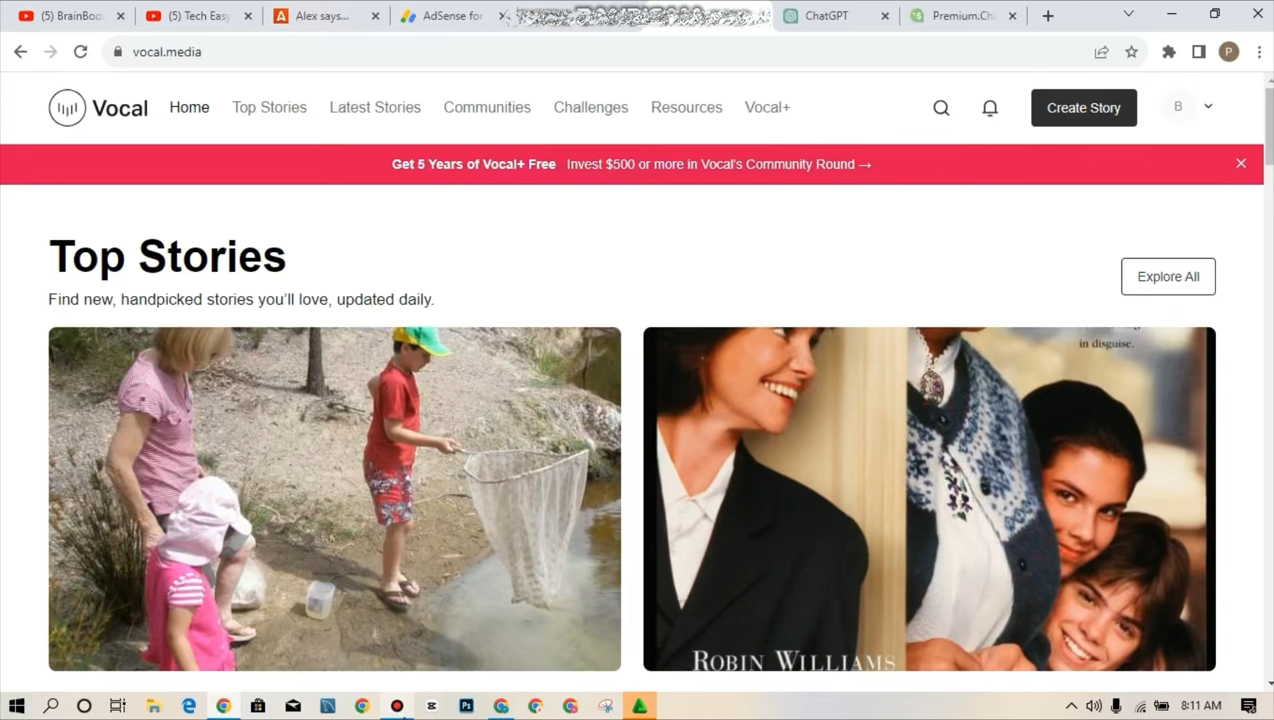 (5) BrainBoo
(5) Tech Easy
Alex says...
AdSense for
ChatGPT
Premium.Ch
vocal.media
P
Vocal
Home
Top Stories
Latest Stories
Communities
Challenges
Resources
Vocal+
Create Story
B
Get 5 Years of Vocal+ Free Invest $500 or more in Vocal's Community Round →
Top Stories
Explore All
Find new, handpicked stories you'll love, updated daily.
in disguise.
ROBIN WILLIAMS
8:11 AM